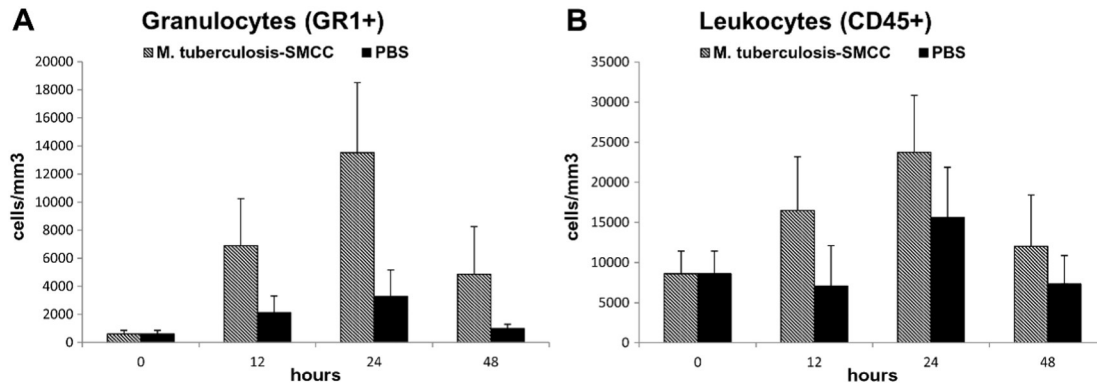 A
Granulocytes (GR1+)
M. tuberculosis-SMCC PBS
20000
18000
16000
14000
12000
10000
8000
6000
4000
2000
0
cells/mm3
0 12 24 48
hours
B
Leukocytes (CD45+)
M. tuberculosis-SMCC PBS
35000
30000
25000
20000
15000
10000
5000
0
cells/mm3
0 12 24 48
hours